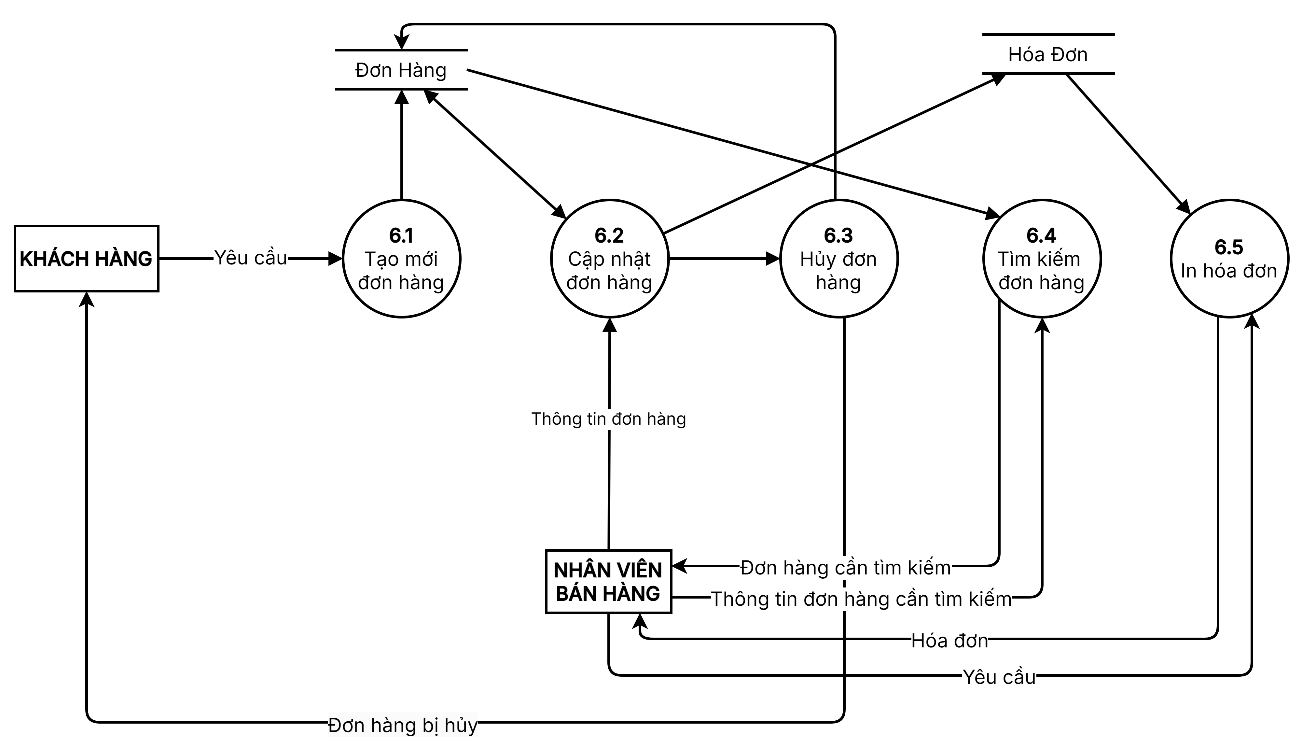 Đơn Hàng
Hóa Đơn
KHÁCH HÀNG
Yêu cầu
6.1
Tạo mới
đơn hàng
6.2
Cập nhật
đơn hàng
6.3
Hủy đơn
hàng
6.4
Tìm kiếm
đơn hàng
6.5
In hóa đơn
Thông tin đơn hàng
NHÂN VIÊN
BÁN HÀNG
Đơn hàng cần tìm kiếm
Thông tin đơn hàng cần tìm kiếm
Hóa đơn
Yêu cầu
Đơn hàng bị hủy